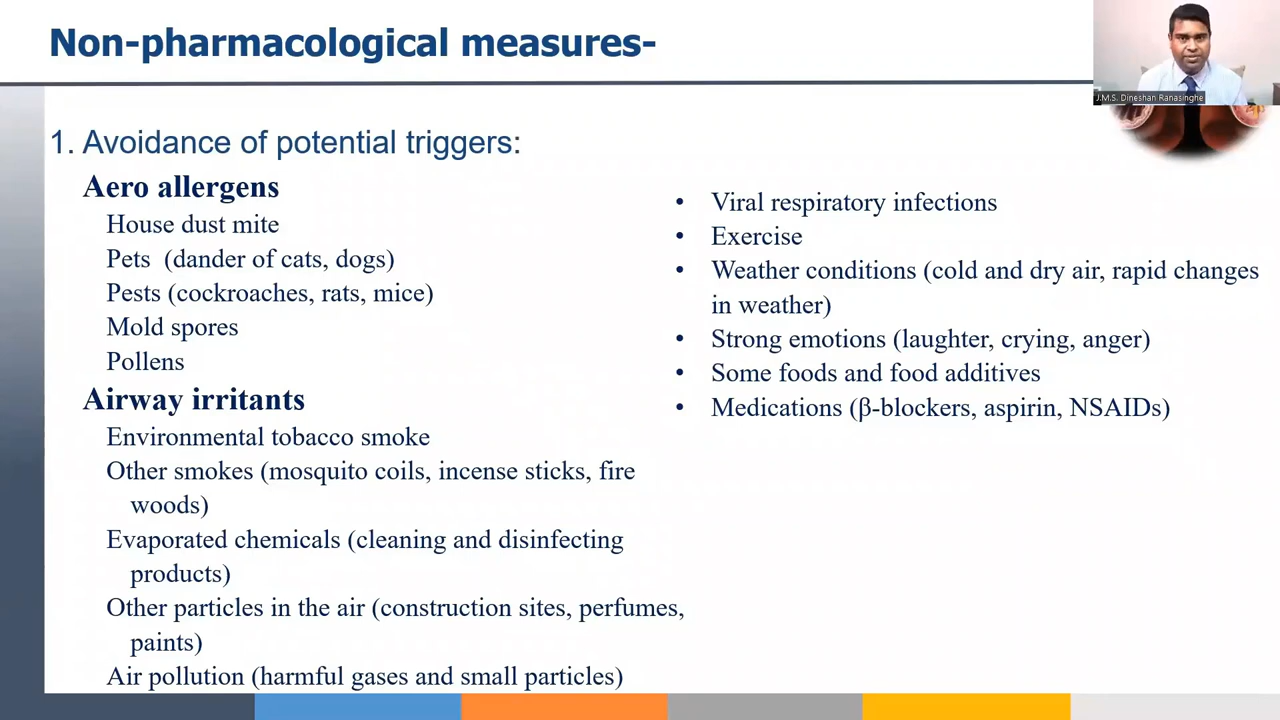 Non-pharmacological measures-
J.M.S. Dineshan Ranasinghe
1. Avoidance of potential triggers:
Aero allergens
House dust mite
Pets (dander of cats, dogs)
Pests (cockroaches, rats, mice)
Mold spores
Pollens
Airway irritants
Environmental tobacco smoke
Other smokes (mosquito coils, incense sticks, fire
woods)
Evaporated chemicals (cleaning and disinfecting
products)
Other particles in the air (construction sites, perfumes,
paints)
Air pollution (harmful gases and small particles)
• Viral respiratory infections
• Exercise
• Weather conditions (cold and dry air, rapid changes
in weather)
• Strong emotions (laughter, crying, anger)
• Some foods and food additives
• Medications (β-blockers, aspirin, NSAIDs)